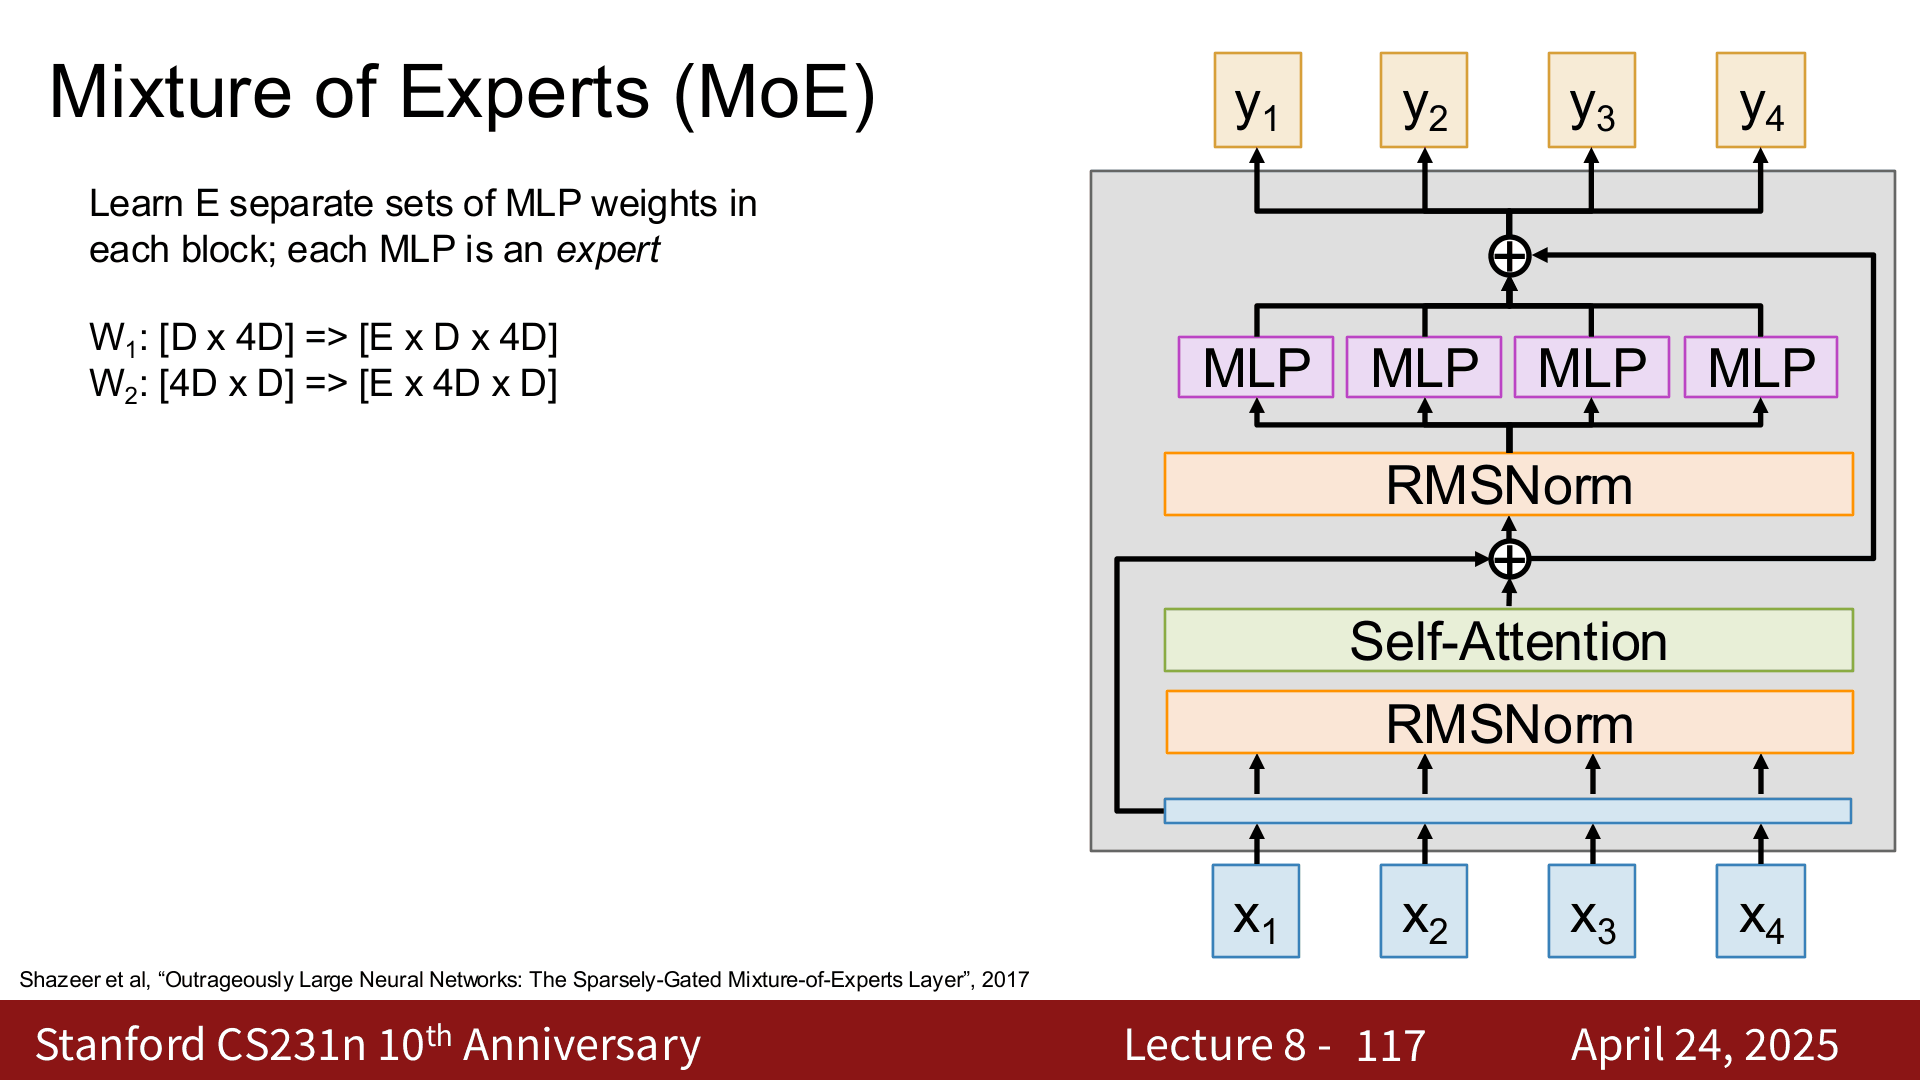 Mixture of Experts (MoE)
Learn E separate sets of MLP weights in
each block; each MLP is an expert
W₁: [D x 4D] => [E x D x 4D]
W₂: [4D x D] => [E x 4D x D]
y₁ y₂ y₃ y₄
MLP MLP MLP MLP
RMSNorm
Self-Attention
RMSNorm
x₁ x₂ x₃ x₄
Shazeer et al, “Outrageously Large Neural Networks: The Sparsely-Gated Mixture-of-Experts Layer”, 2017
Stanford CS231n 10th Anniversary Lecture 8 - 117 April 24, 2025